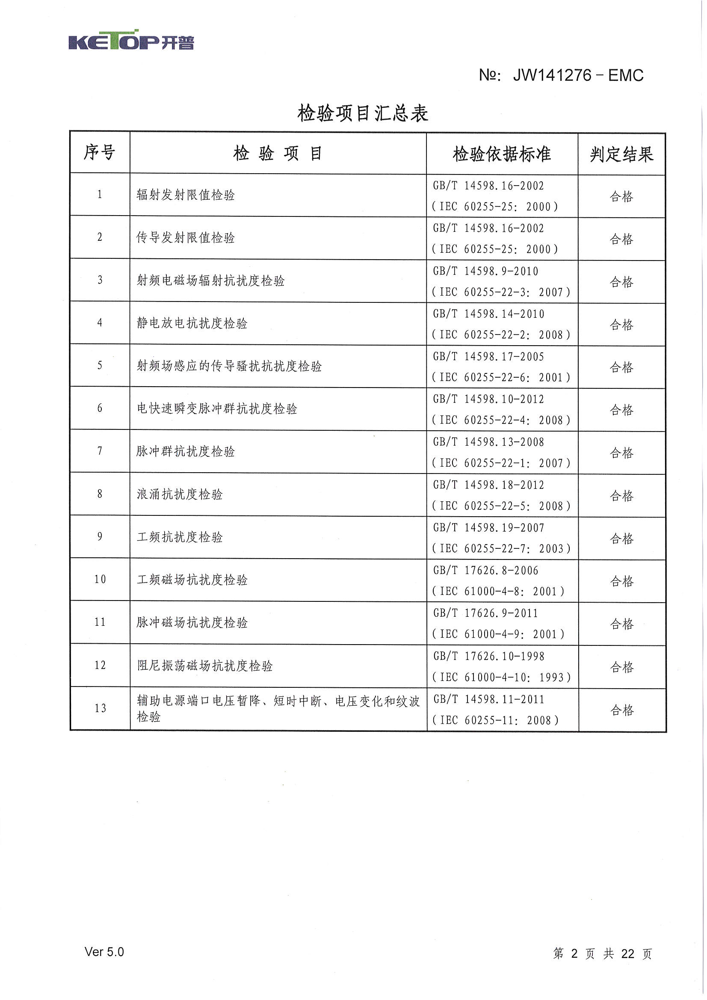 KETOP开普
№: JW141276-EMC
检验项目汇总表
序号 检 验 项 目 检验依据标准 判定结果
1 辐射发射限值检验 GB/T 14598.16-2002 (IEC 60255-25: 2000) 合格
2 传导发射限值检验 GB/T 14598.16-2002 (IEC 60255-25: 2000) 合格
3 射频电磁场辐射抗扰度检验 GB/T 14598.9-2010 (IEC 60255-22-3: 2007) 合格
4 静电放电抗扰度检验 GB/T 14598.14-2010 (IEC 60255-22-2: 2008) 合格
5 射频场感应的传导骚扰抗扰度检验 GB/T 14598.17-2005 (IEC 60255-22-6: 2001) 合格
6 电快速瞬变脉冲群抗扰度检验 GB/T 14598.10-2012 (IEC 60255-22-4: 2008) 合格
7 脉冲群抗扰度检验 GB/T 14598.13-2008 (IEC 60255-22-1: 2007) 合格
8 浪涌抗扰度检验 GB/T 14598.18-2012 (IEC 60255-22-5: 2008) 合格
9 工频抗扰度检验 GB/T 14598.19-2007 (IEC 60255-22-7: 2003) 合格
10 工频磁场抗扰度检验 GB/T 17626.8-2006 (IEC 61000-4-8: 2001) 合格
11 脉冲磁场抗扰度检验 GB/T 17626.9-2011 (IEC 61000-4-9: 2001) 合格
12 阻尼振荡磁场抗扰度检验 GB/T 17626.10-1998 (IEC 61000-4-10: 1993) 合格
13 辅助电源端口电压暂降、短时中断、电压变化和纹波检验 GB/T 14598.11-2011 (IEC 60255-11: 2008) 合格
Ver 5.0 第 2 页 共 22 页